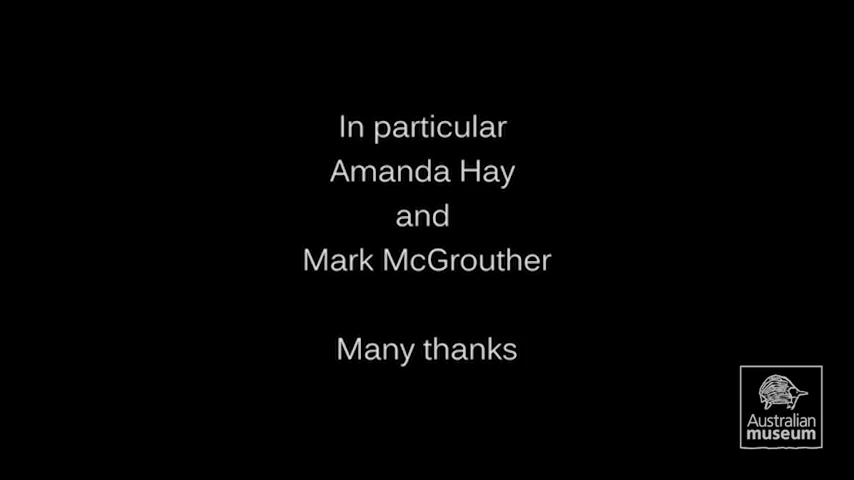 In particular
Amanda Hay
and
Mark McGrouther
Many thanks
Australian
museum